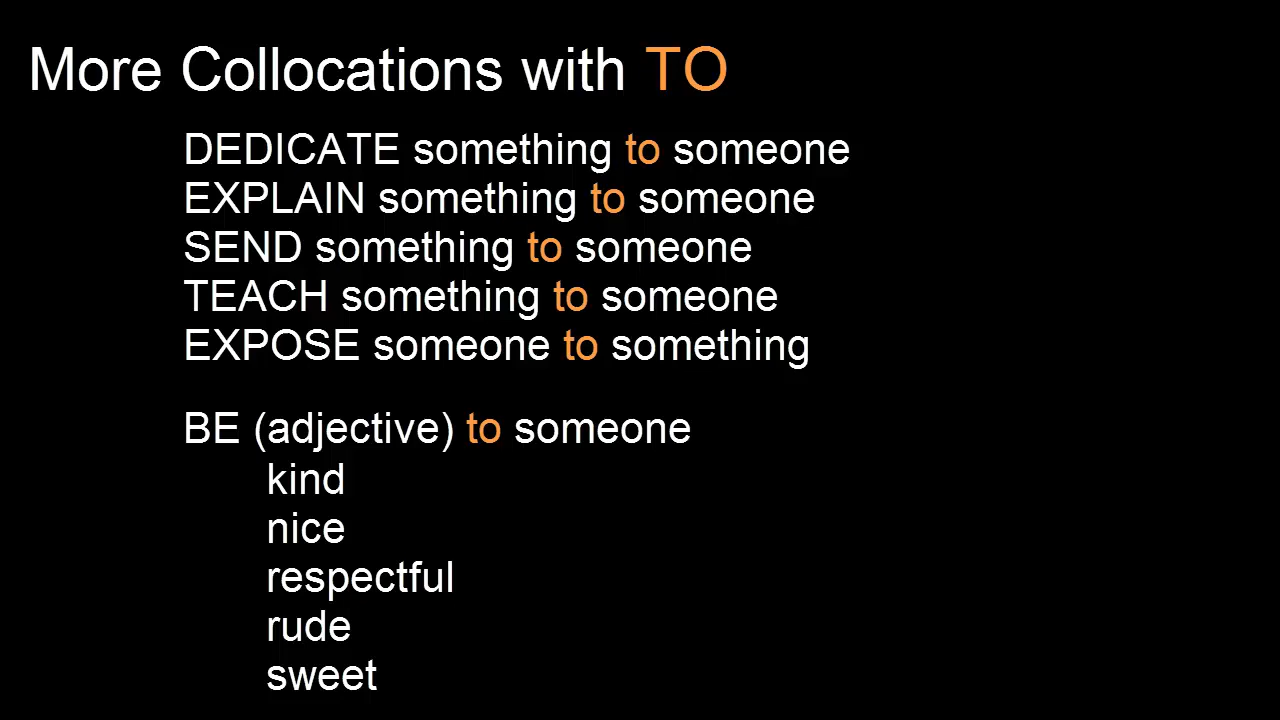 More Collocations with TO
DEDICATE something to someone
EXPLAIN something to someone
SEND something to someone
TEACH something to someone
EXPOSE someone to something
BE (adjective) to someone
kind
nice
respectful
rude
sweet